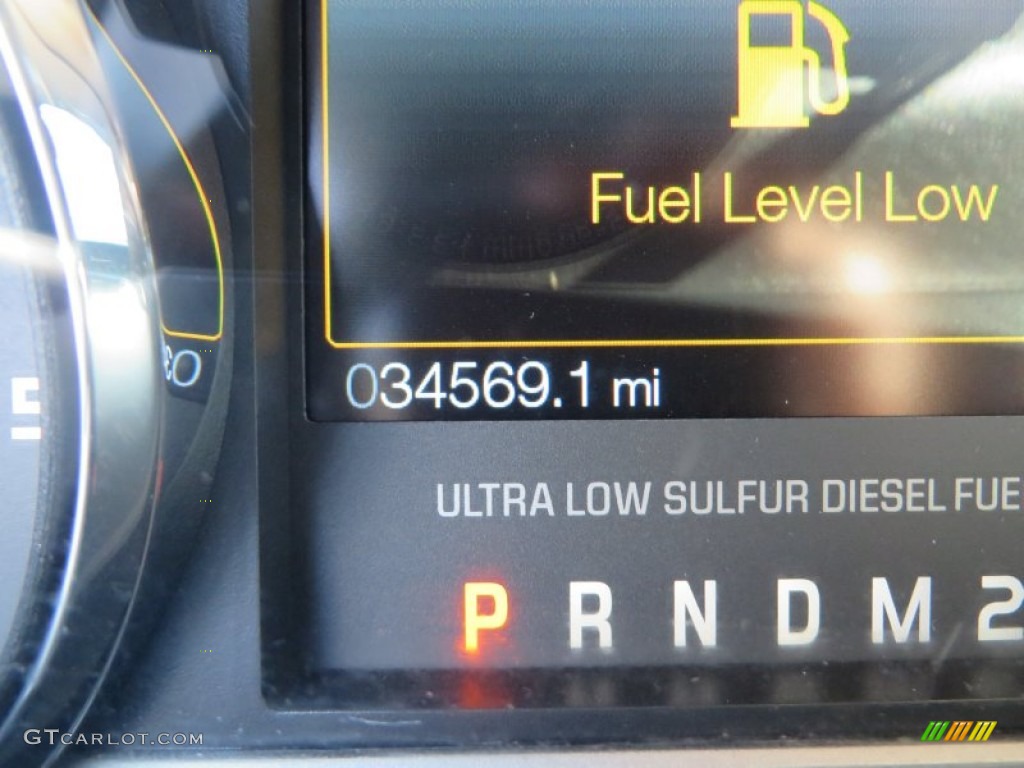 Fuel Level Low
034569.1 mi
ULTRA LOW SULFUR DIESEL FUE
P R N D M 2
GTCARLOT.COM